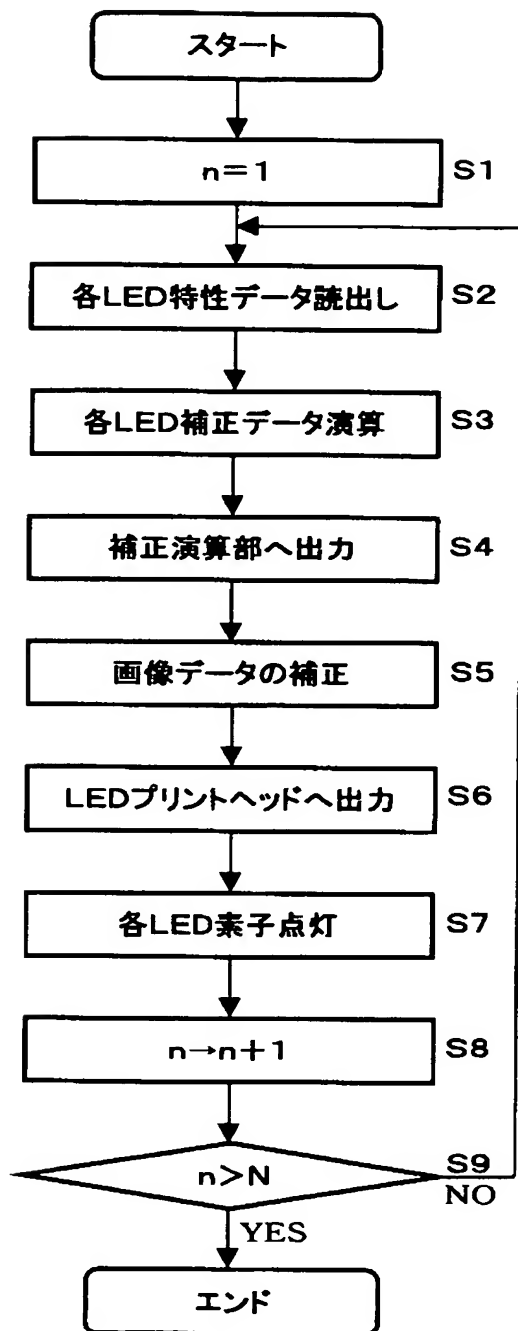 スタート
n=1 S1
各LED特性データ読出し S2
各LED補正データ演算 S3
補正演算部へ出力 S4
画像データの補正 S5
LEDプリントヘッドへ出力 S6
各LED素子点灯 S7
n→n+1 S8
n>N S9
NO
YES
エンド